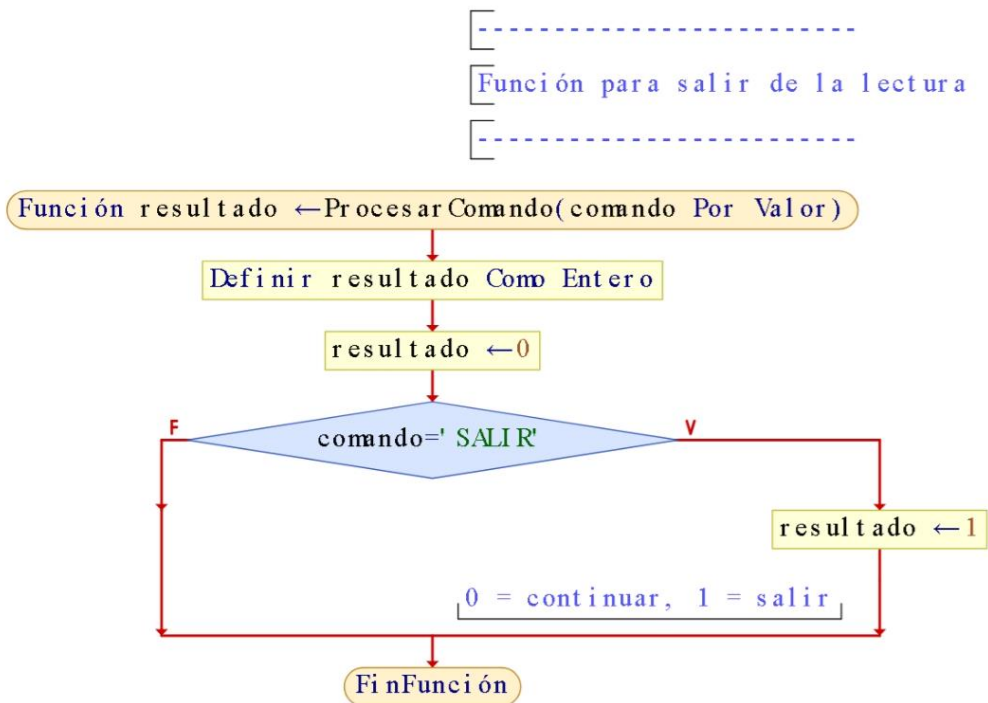 -------------------------
Función para salir de la lectura
-------------------------
Función resultado ←ProcesarComando(comando Por Valor)
Definir resultado Como Entero
resultado ←0
F
comando='SALIR'
V
resultado ←1
0 = continuar, 1 = salir
FinFunción